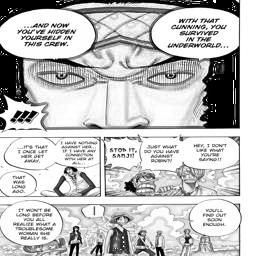 WITH THAT
CUNNING, YOU
SURVIVED
IN THE
UNDERWORLD...
...AND NOW
YOU'VE HIDDEN
YOURSELF IN
THIS CREW.
!!!
HEY, I DON'T
LIKE WHAT
YOU'RE
SAYING!!
JUST WHAT
DO YOU HAVE
AGAINST
ROBIN?!
STOP IT,
SANJI!
I HAVE NOTHING
AGAINST HER...
I HAVE ANY
CONNECTION
WITH HER AT
ALL...
...IT'S THAT
I ONCE LET
HER GET
AWAY.
THAT
WAS
LONG
AGO.
YOU'LL
FIND OUT
SOON
ENOUGH.
!
IT WON'T BE
LONG BEFORE
YOU ALL
REALIZE WHAT A
TROUBLESOME
WOMAN SHE
REALLY IS.